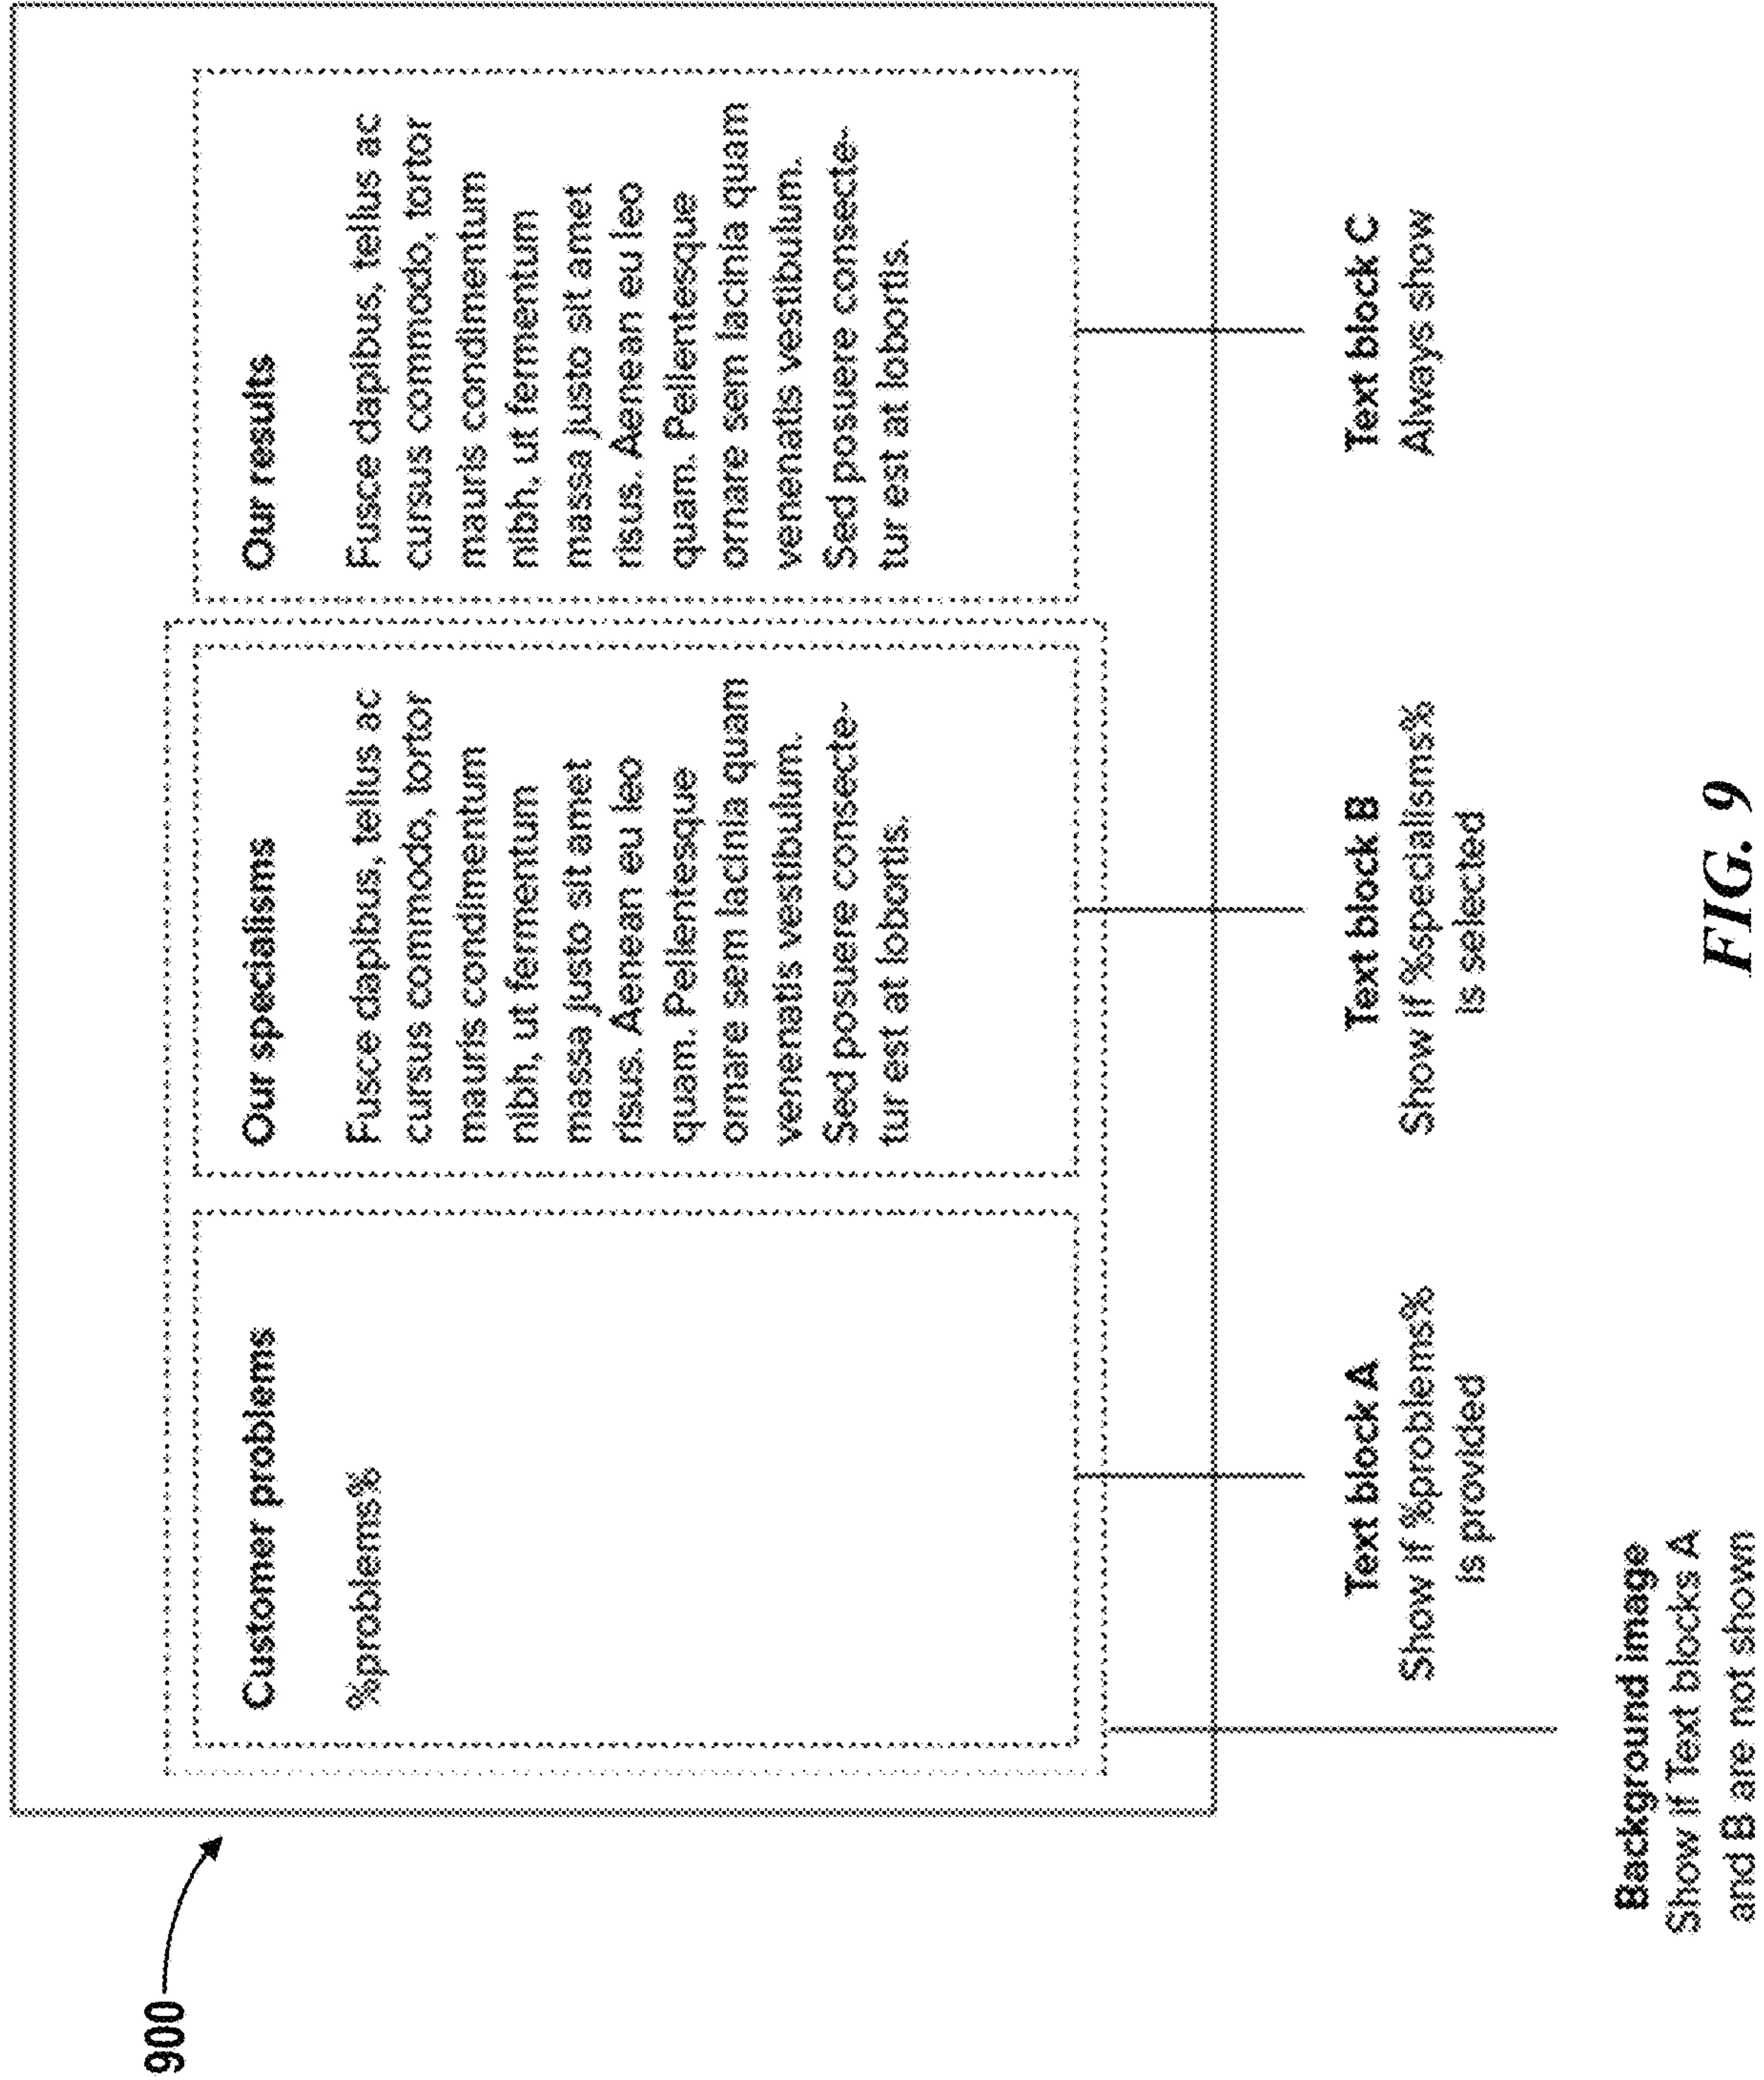 900
Customer problems
%problems%
Our specialisms
Fusce dapibus, tellus ac
cursus commodo, tortor
mauris condimentum
nibh, ut fermentum
massa justo sit amet
risus. Aenean eu leo
quam. Pellentesque
ornare sem lacinia quam
venenatis vestibulum.
Sed posuere consecte-
tur est at lobortis.
Our results
Fusce dapibus, tellus ac
cursus commodo, tortor
mauris condimentum
nibh, ut fermentum
massa justo sit amet
risus. Aenean eu leo
quam. Pellentesque
ornare sem lacinia quam
venenatis vestibulum.
Sed posuere consecte-
tur est at lobortis.
Text block A
Show if %problems%
is provided
Text block B
Show if %specialisms%
is selected
Text block C
Always show
Background image
Show if Text blocks A
and B are not shown
FIG. 9